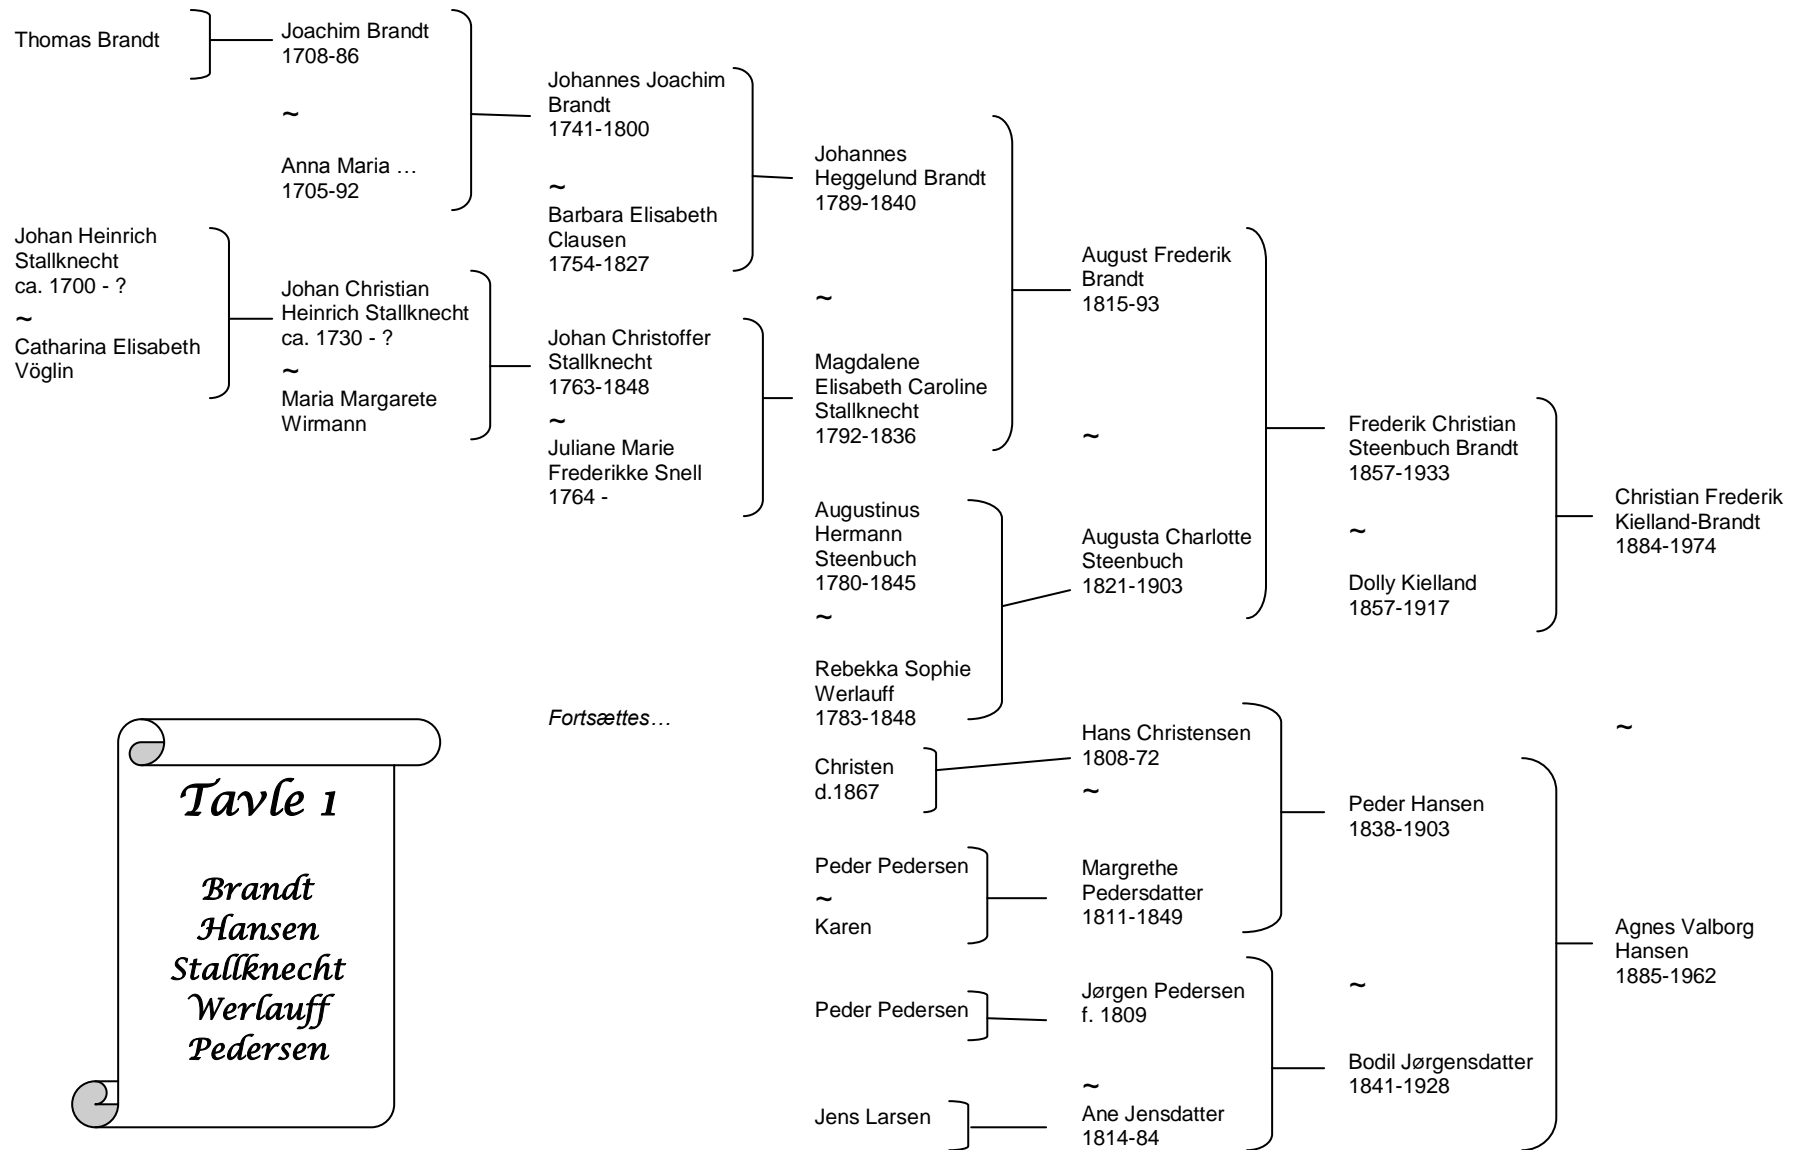 Thomas Brandt
Joachim Brandt
1708-86
~
Anna Maria …
1705-92
Johan Heinrich
Stallknecht
ca. 1700 - ?
~
Catharina Elisabeth
Vöglin
Johan Christian
Heinrich Stallknecht
ca. 1730 - ?
~
Maria Margarete
Wirmann
Johannes Joachim
Brandt
1741-1800
~
Barbara Elisabeth
Clausen
1754-1827
Johan Christoffer
Stallknecht
1763-1848
~
Juliane Marie
Frederikke Snell
1764 -
Fortsættes…
Johannes
Heggelund Brandt
1789-1840
~
Magdalene
Elisabeth Caroline
Stallknecht
1792-1836
Augustinus
Hermann
Steenbuch
1780-1845
~
Rebekka Sophie
Werlauff
1783-1848
Christen
d.1867
Peder Pedersen
~
Karen
Peder Pedersen
Jens Larsen
August Frederik
Brandt
1815-93
~
Augusta Charlotte
Steenbuch
1821-1903
Hans Christensen
1808-72
~
Margrethe
Pedersdatter
1811-1849
Jørgen Pedersen
f. 1809
~
Ane Jensdatter
1814-84
Frederik Christian
Steenbuch Brandt
1857-1933
~
Dolly Kielland
1857-1917
Peder Hansen
1838-1903
~
Bodil Jørgensdatter
1841-1928
Christian Frederik
Kielland-Brandt
1884-1974
~
Agnes Valborg
Hansen
1885-1962
Tavle 1
Brandt
Hansen
Stallknecht
Werlauff
Pedersen